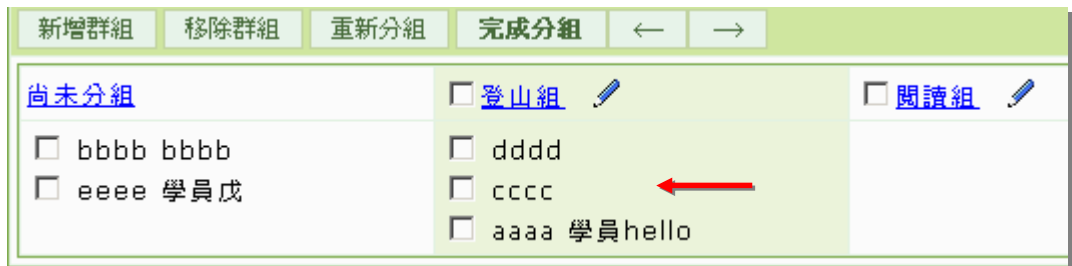 新增群組 移除群組 重新分組 完成分組 ← →
尚未分組 登山組 閱讀組
bbbb bbbb dddd
eeee 學員戊 cccc
aaaa 學員hello